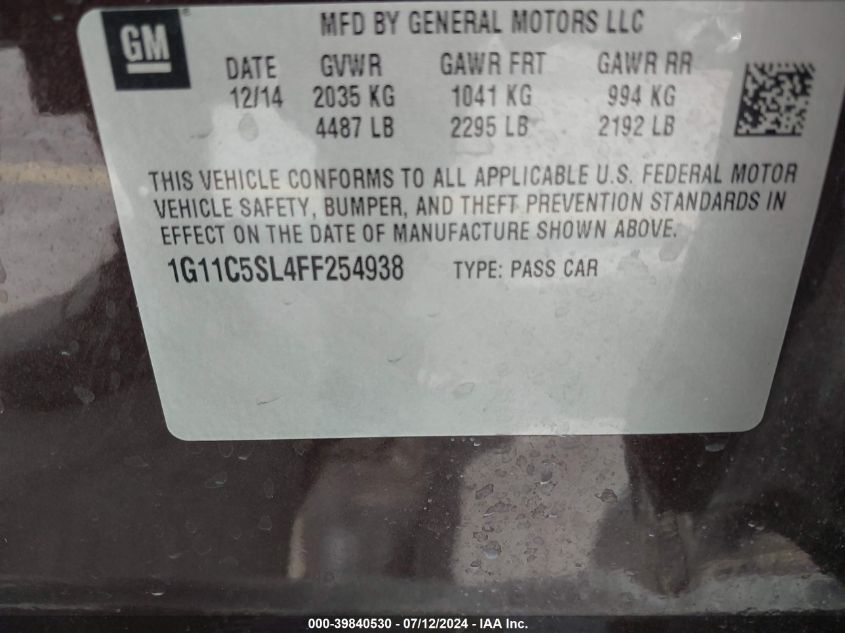 GM
MFD BY GENERAL MOTORS LLC
DATE GVWR GAWR FRT GAWR RR
12/14 2035 KG 1041 KG 994 KG
4487 LB 2295 LB 2192 LB
THIS VEHICLE CONFORMS TO ALL APPLICABLE U.S. FEDERAL MOTOR
VEHICLE SAFETY, BUMPER, AND THEFT PREVENTION STANDARDS IN
EFFECT ON THE DATE OF MANUFACTURE SHOWN ABOVE.
1G11C5SL4FF254938 TYPE: PASS CAR
000-39840530 - 07/12/2024 - IAA Inc.